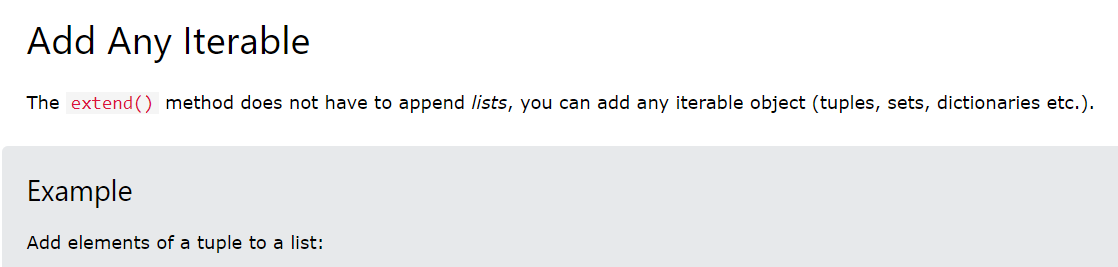 Add Any Iterable
The extend() method does not have to append lists, you can add any iterable object (tuples, sets, dictionaries etc.).
Example
Add elements of a tuple to a list: